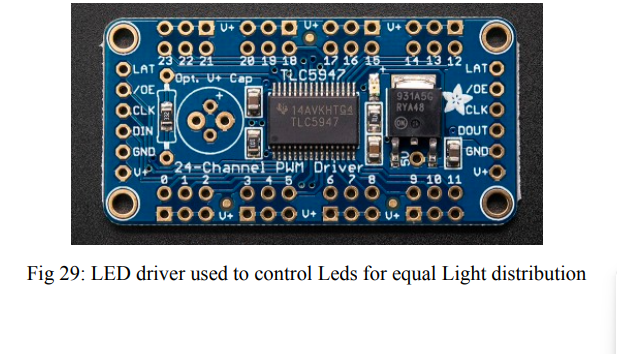 V+ V+ V+
23 22 21 20 19 18 17 16 15 14 13 12
LAT Opt. V+ Cap TLC5947 LAT
/OE + 931A5G /OE
CLK 14AVKHTG4 RYA48 CLK
DIN TLC5947 ON DOUT
GND 5V GND
V+ 24-Channel PWM Driver V+
0 1 2 3 4 5 6 7 8 9 10 11
V+ V+ V+
Fig 29: LED driver used to control Leds for equal Light distribution